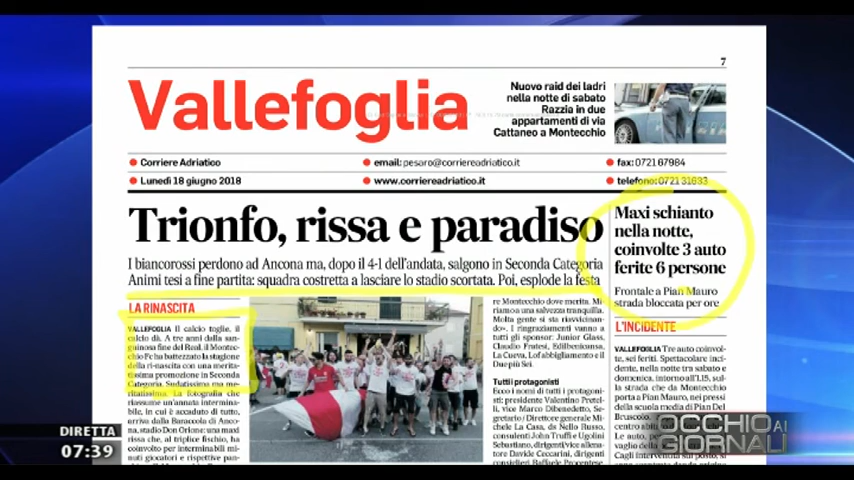 7
Vallefoglia
Nuovo raid dei ladri
nella notte di sabato
Razzia in due
appartamenti di via
Cattaneo a Montecchio
Corriere Adriatico
email: pesaro@corriereadriatico.it
fax: 0721 67984
Lunedì 18 giugno 2018
www.corriereadriatico.it
telefono: 0721 31633
Trionfo, rissa e paradiso
I biancorossi perdono ad Ancona ma, dopo il 4-1 dell'andata, salgono in Seconda Categoria
Animi tesi a fine partita: squadra costretta a lasciare lo stadio scortata. Poi, esplode la festa
Maxi schianto
nella notte,
coinvolte 3 auto
ferite 6 persone
Frontale a Pian Mauro
strada bloccata per ore
LA RINASCITA
VALLEFOGLIA Il calcio toglie, il
calcio dà. A tre anni dalla san-
guinosa fine del Real, il Montec-
chio Fc ha battezzato la stagione
della ri-nascita con una merita-
tissima promozione in Seconda
Categoria. Sudatissima ma me-
ritatissima. La fotografia che
riassume un'annata intermina-
bile, in cui è accaduto di tutto,
arriva dalla Baraccola di Anco-
na, stadio Don Orione: una maxi
rissa che, al triplice fischio, ha
coinvolto per interminabili mi-
nuti giocatori e rispettive pan-
re Montecchio dove merita. Mi-
riamo a una salvezza tranquilla.
Molta gente si sta riavvicinan-
do». I ringraziamenti vanno a
tutti gli sponsor: Junior Glass,
Claudio Fratesi, Edilbenicasa,
La Cueva, Lof abbigliamento e il
Due più Sei.
Tutti i protagonisti
Ecco i nomi di tutti i protagoni-
sti: presidente Valentino Pretel-
li, vice Marco Dibenedetto, Se-
gretario / Direttore generale Mi-
chele La Casa, ds Nello Russo,
consulenti John Truffi e Ugolini
Sebastiano, dirigenti/vice allena-
tore Davide Ceccarini, dirigenti
consiglieri Raffaele Procentese
L'INCIDENTE
VALLEFOGLIA Tre auto coinvol-
te, sei feriti. Spettacolare inci-
dente, nella notte tra sabato e
domenica, intorno all'1.15, sul-
la strada che da Montecchio
porta a Pian Mauro, nei pressi
della scuola media di Pian Del
Bruscolo.
centro abi
Le auto, pe
Cagli intervenuti sul
DIRETTA
07:39
OCCHIO AI
GIORNALI